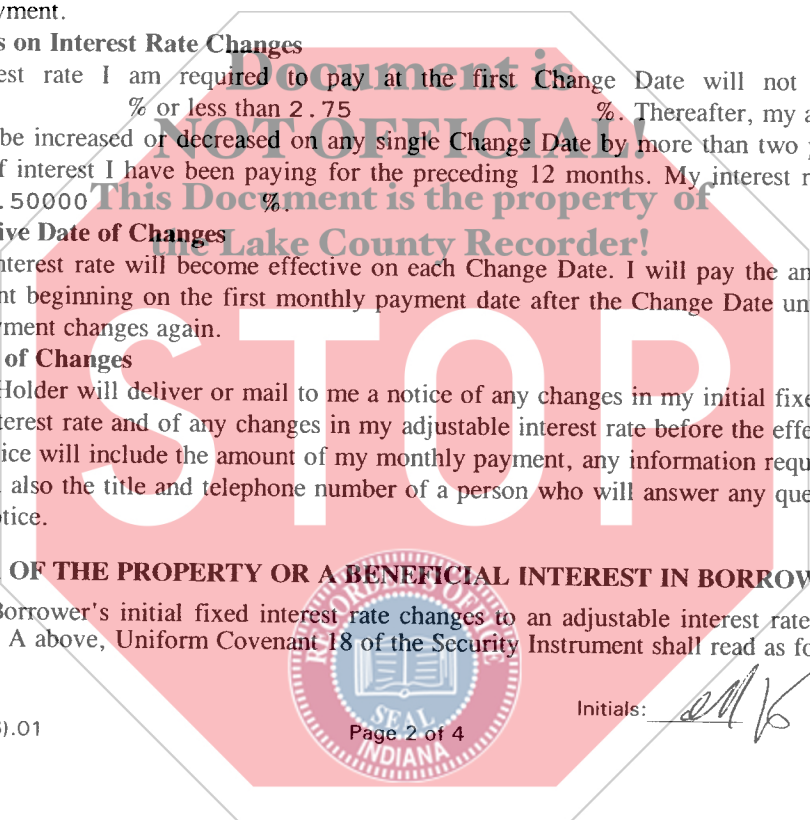 yment.
s on Interest Rate Changes
est rate I am required to pay at the first Change Date will not
% or less than 2.75 %. Thereafter, my a
be increased or decreased on any single Change Date by more than two
f interest I have been paying for the preceding 12 months. My interest r
.50000 %.
ive Date of Changes
nterest rate will become effective on each Change Date. I will pay the an
nt beginning on the first monthly payment date after the Change Date un
yment changes again.
of Changes
Holder will deliver or mail to me a notice of any changes in my initial fixe
terest rate and of any changes in my adjustable interest rate before the effe
ice will include the amount of my monthly payment, any information requ
also the title and telephone number of a person who will answer any que
otice.
OF THE PROPERTY OR A BENEFICIAL INTEREST IN BORROW
Borrower's initial fixed interest rate changes to an adjustable interest rate
A above, Uniform Covenant 18 of the Security Instrument shall read as fo
Initials:
).01
Page 2 of 4
Document is
NOT OFFICIAL!
This Document is the property of
the Lake County Recorder!
STOP
RECORDER'S OFFICE
SEAL
INDIANA